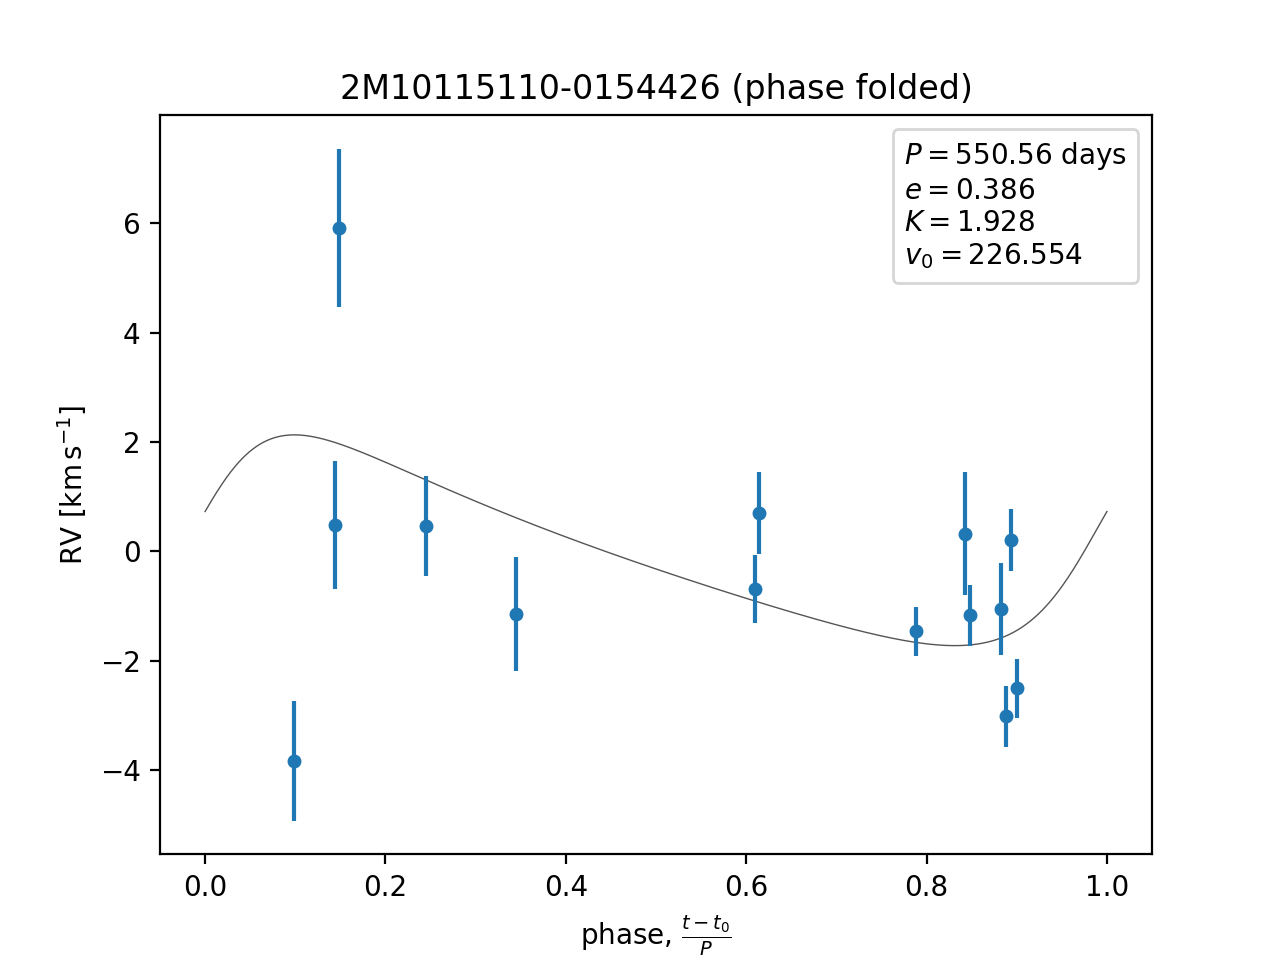 2M10115110-0154426 (phase folded)
P = 550.56 days
e = 0.386
K = 1.928
v₀ = 226.554
RV [km s⁻¹]
6
4
2
0
−2
−4
0.0 0.2 0.4 0.6 0.8 1.0
phase, (t − t₀)/P